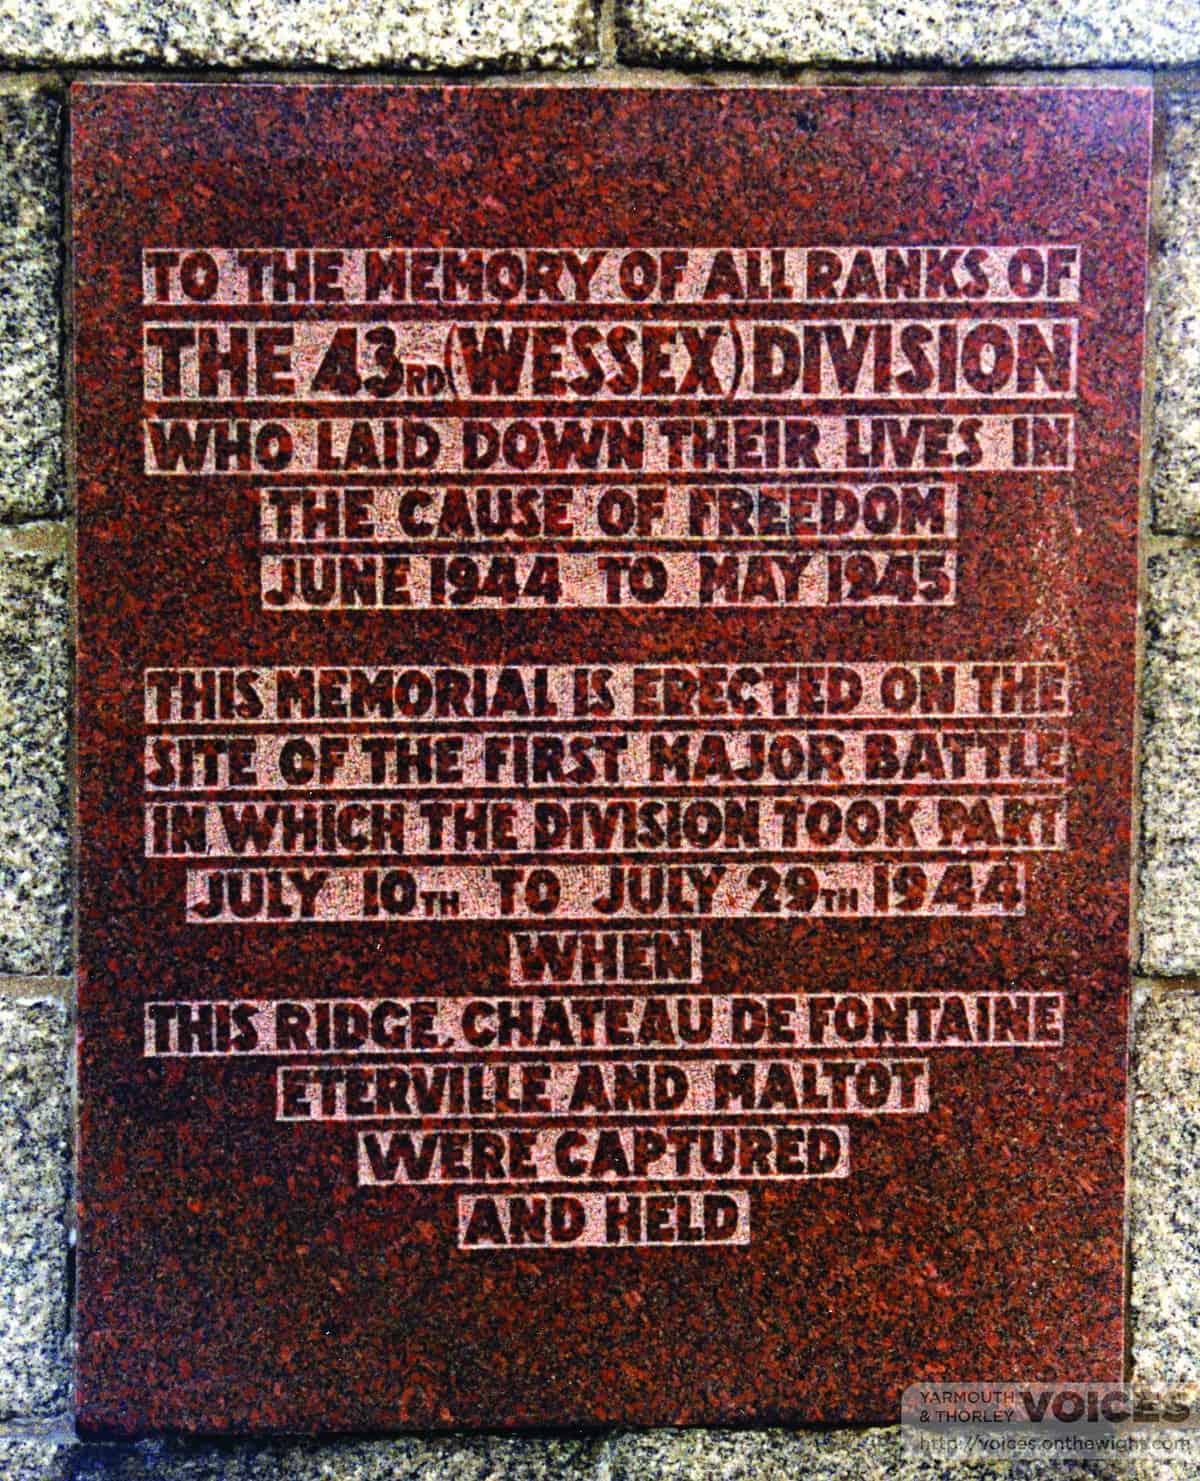 TO THE MEMORY OF ALL RANKS OF
THE 43RD (WESSEX) DIVISION
WHO LAID DOWN THEIR LIVES IN
THE CAUSE OF FREEDOM
JUNE 1944 TO MAY 1945
THIS MEMORIAL IS ERECTED ON THE
SITE OF THE FIRST MAJOR BATTLE
IN WHICH THE DIVISION TOOK PART
JULY 10TH TO JULY 29TH 1944
WHEN
THIS RIDGE, CHATEAU DE FONTAINE
ETERVILLE AND MALTOT
WERE CAPTURED
AND HELD
YARMOUTH & THORLEY VOICES
http://voices.onthewight.com